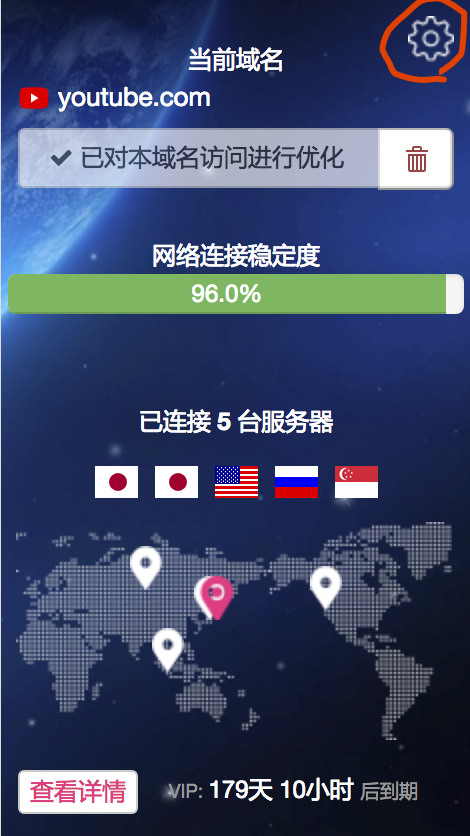 当前域名
youtube.com
已对本域名访问进行优化
网络连接稳定度
96.0%
已连接 5 台服务器
查看详情 VIP: 179天 10小时 后到期